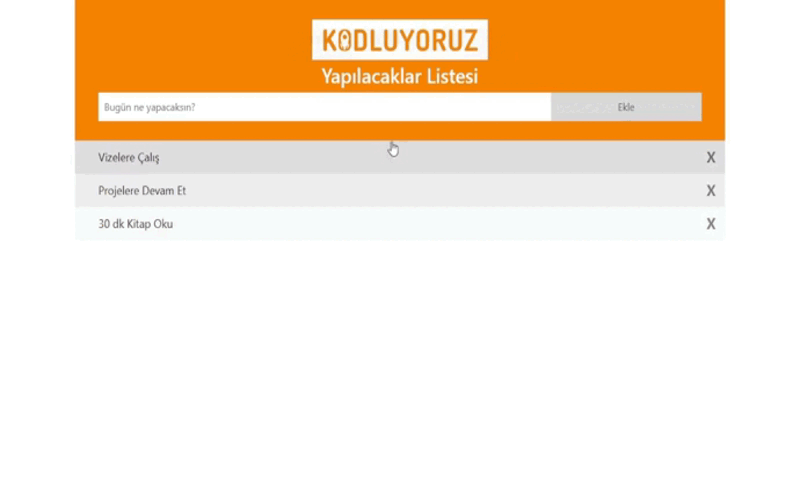 KODLUYORUZ
Yapılacaklar Listesi
Bugün ne yapacaksın?
Ekle
Vizelere Çalış
X
Projelere Devam Et
X
30 dk Kitap Oku
X